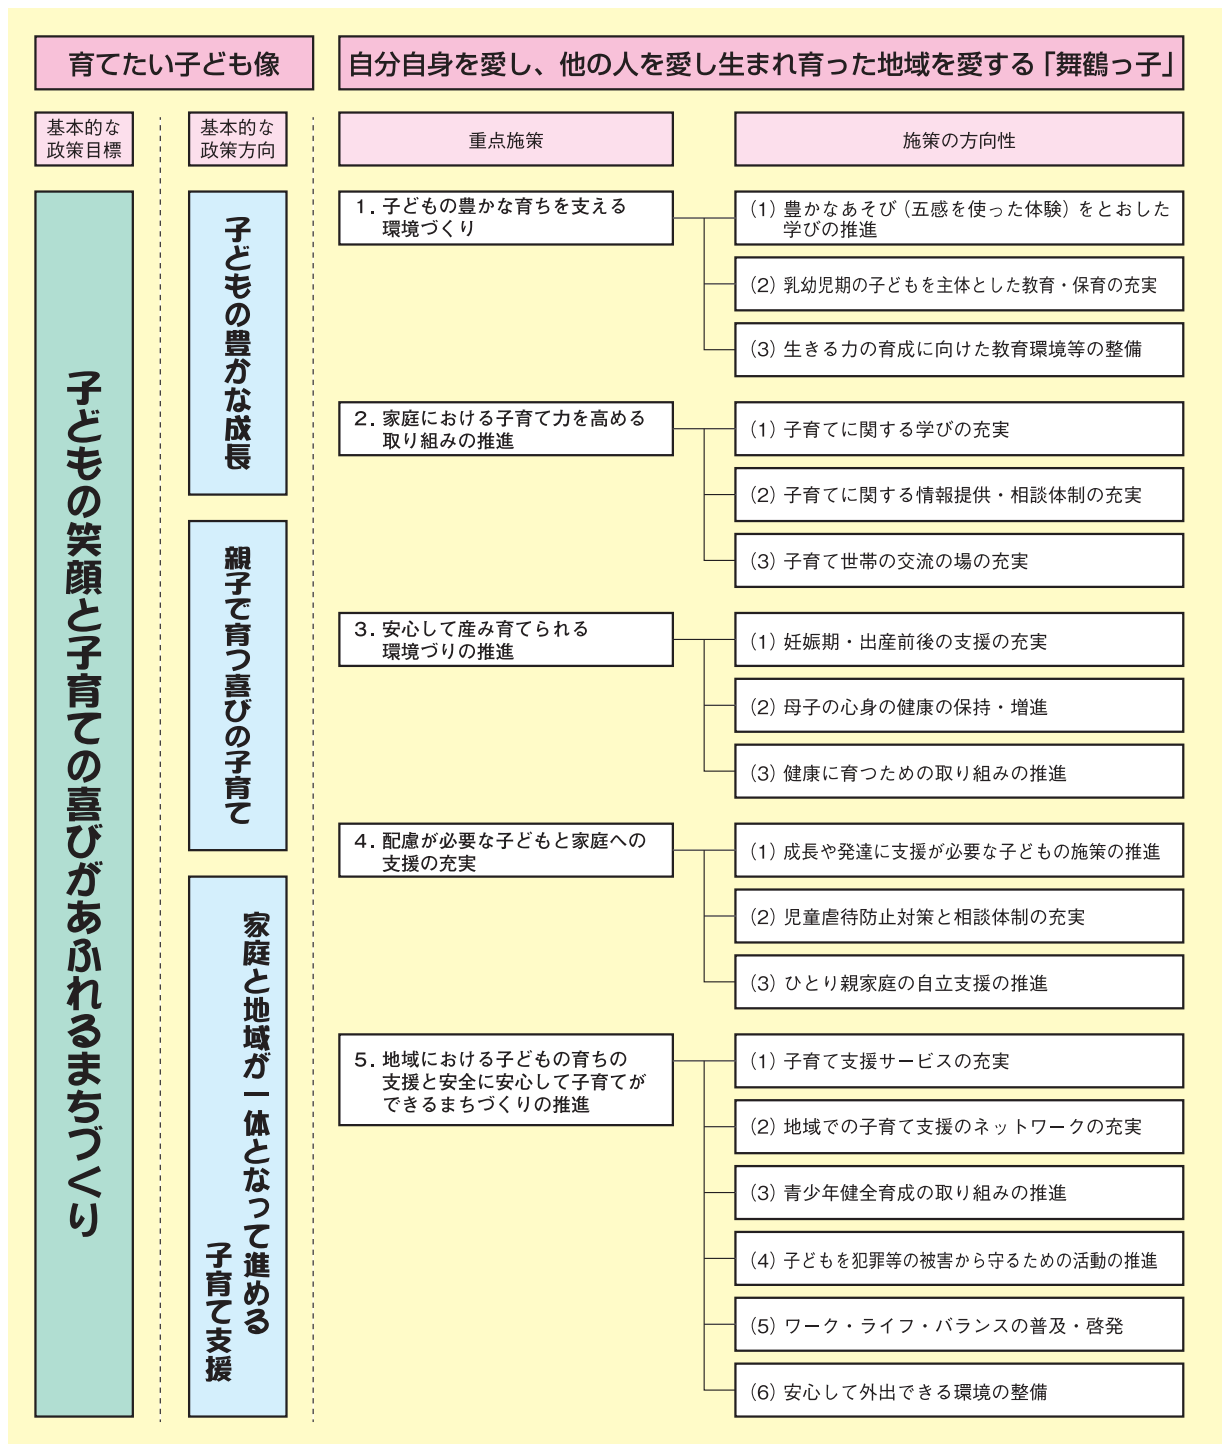 育てたい子ども像
自分自身を愛し、他の人を愛し生まれ育った地域を愛する「舞鶴っ子」
基本的な
政策目標
基本的な
政策方向
重点施策
施策の方向性
子どもの笑顔と子育ての喜びがあふれるまちづくり
子どもの豊かな成長
親子で育つ喜びの子育て
家庭と地域が一体となって進める
子育て支援
1. 子どもの豊かな育ちを支える
環境づくり
(1) 豊かなあそび（五感を使った体験）をとおした
学びの推進
(2) 乳幼児期の子どもを主体とした教育・保育の充実
(3) 生きる力の育成に向けた教育環境等の整備
2. 家庭における子育て力を高める
取り組みの推進
(1) 子育てに関する学びの充実
(2) 子育てに関する情報提供・相談体制の充実
(3) 子育て世帯の交流の場の充実
3. 安心して産み育てられる
環境づりの推進
(1) 妊娠期・出産前後の支援の充実
(2) 母子の心身の健康の保持・増進
(3) 健康に育つための取り組みの推進
4. 配慮が必要な子どもと家庭への
支援の充実
(1) 成長や発達に支援が必要な子どもの施策の推進
(2) 児童虐待防止対策と相談体制の充実
(3) ひとり親家庭の自立支援の推進
5. 地域における子どもの育ちの
支援と安全に安心して子育てが
できるまちづくりの推進
(1) 子育て支援サービスの充実
(2) 地域での子育て支援のネットワークの充実
(3) 青少年健全育成の取り組みの推進
(4) 子どもを犯罪等の被害から守るための活動の推進
(5) ワーク・ライフ・バランスの普及・啓発
(6) 安心して外出できる環境の整備